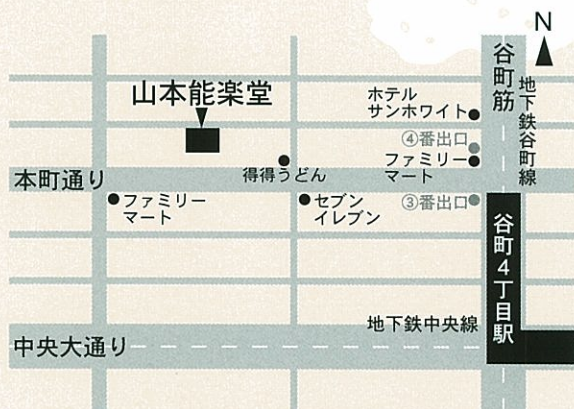 N
谷町筋
地下鉄谷町線
山本能楽堂
ホテル
サンホワイト
④番出口
ファミリー
マート
得得うどん
本町通り
ファミリー
マート
セブン
イレブン
③番出口
谷町4丁目駅
地下鉄中央線
中央大通り